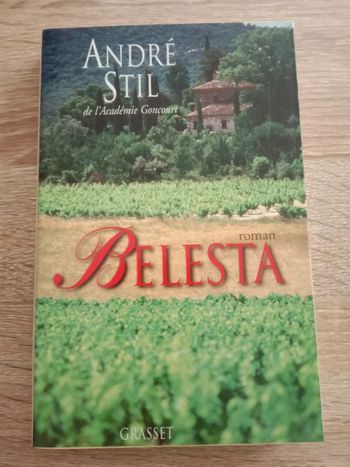 ANDRÉ
STIL
de l'Académie Goncourt
roman
BELESTA
GRASSET